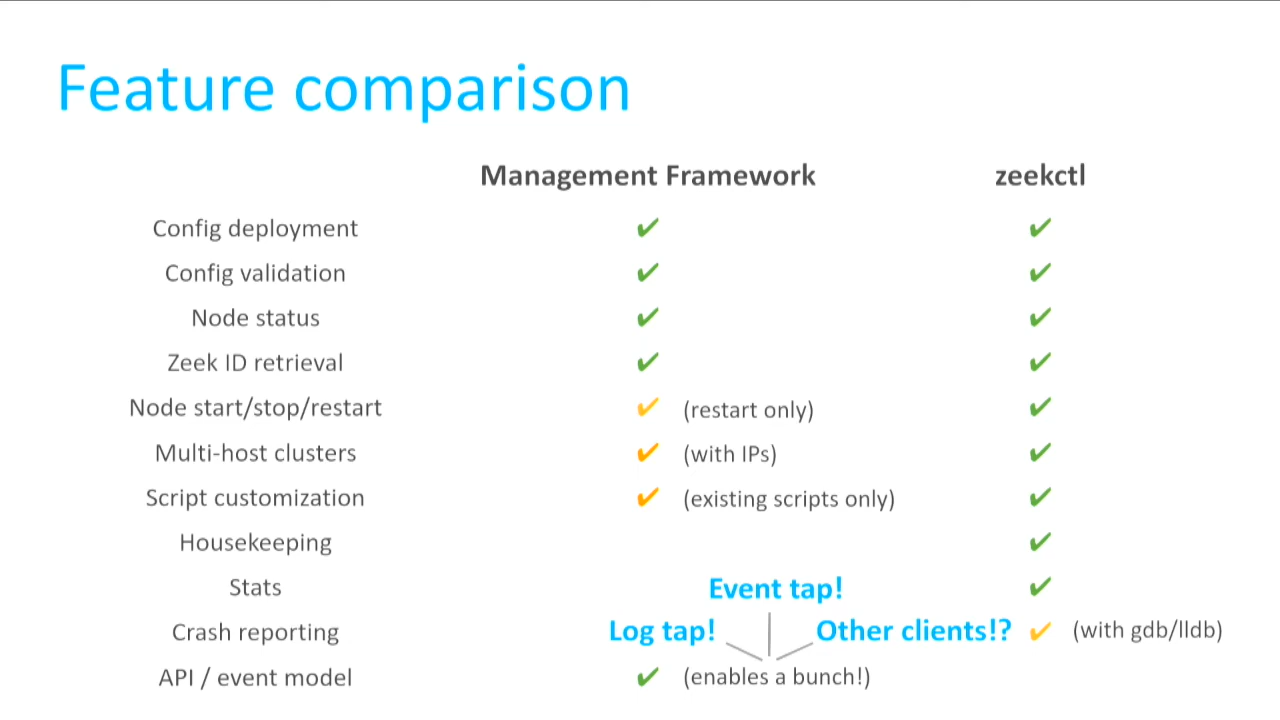 Feature comparison
Management Framework zeekctl
Config deployment ✔ ✔
Config validation ✔ ✔
Node status ✔ ✔
Zeek ID retrieval ✔ ✔
Node start/stop/restart ✔ (restart only) ✔
Multi-host clusters ✔ (with IPs) ✔
Script customization ✔ (existing scripts only) ✔
Housekeeping ✔
Stats Event tap! ✔
Crash reporting Log tap! Other clients!? ✔ (with gdb/lldb)
API / event model ✔ (enables a bunch!)